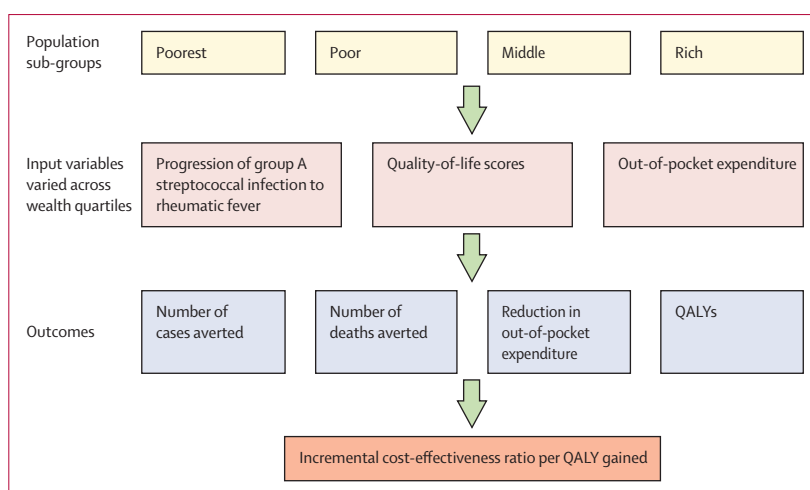 Population
sub-groups
Poorest
Poor
Middle
Rich
Input variables
varied across
wealth quartiles
Progression of group A
streptococcal infection to
rheumatic fever
Quality-of-life scores
Out-of-pocket expenditure
Outcomes
Number of
cases averted
Number of
deaths averted
Reduction in
out-of-pocket
expenditure
QALYs
Incremental cost-effectiveness ratio per QALY gained